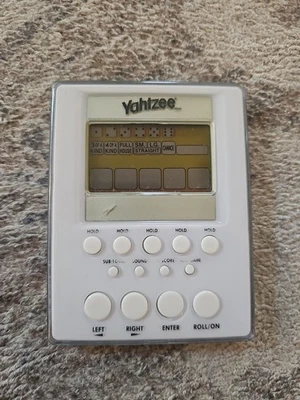 Yahtzee
3 OF 4 OF FULL SM. LG.
KIND KIND HOUSE STRAIGHT
HOLD HOLD HOLD HOLD HOLD
LEFT RIGHT ENTER ROLL/ON